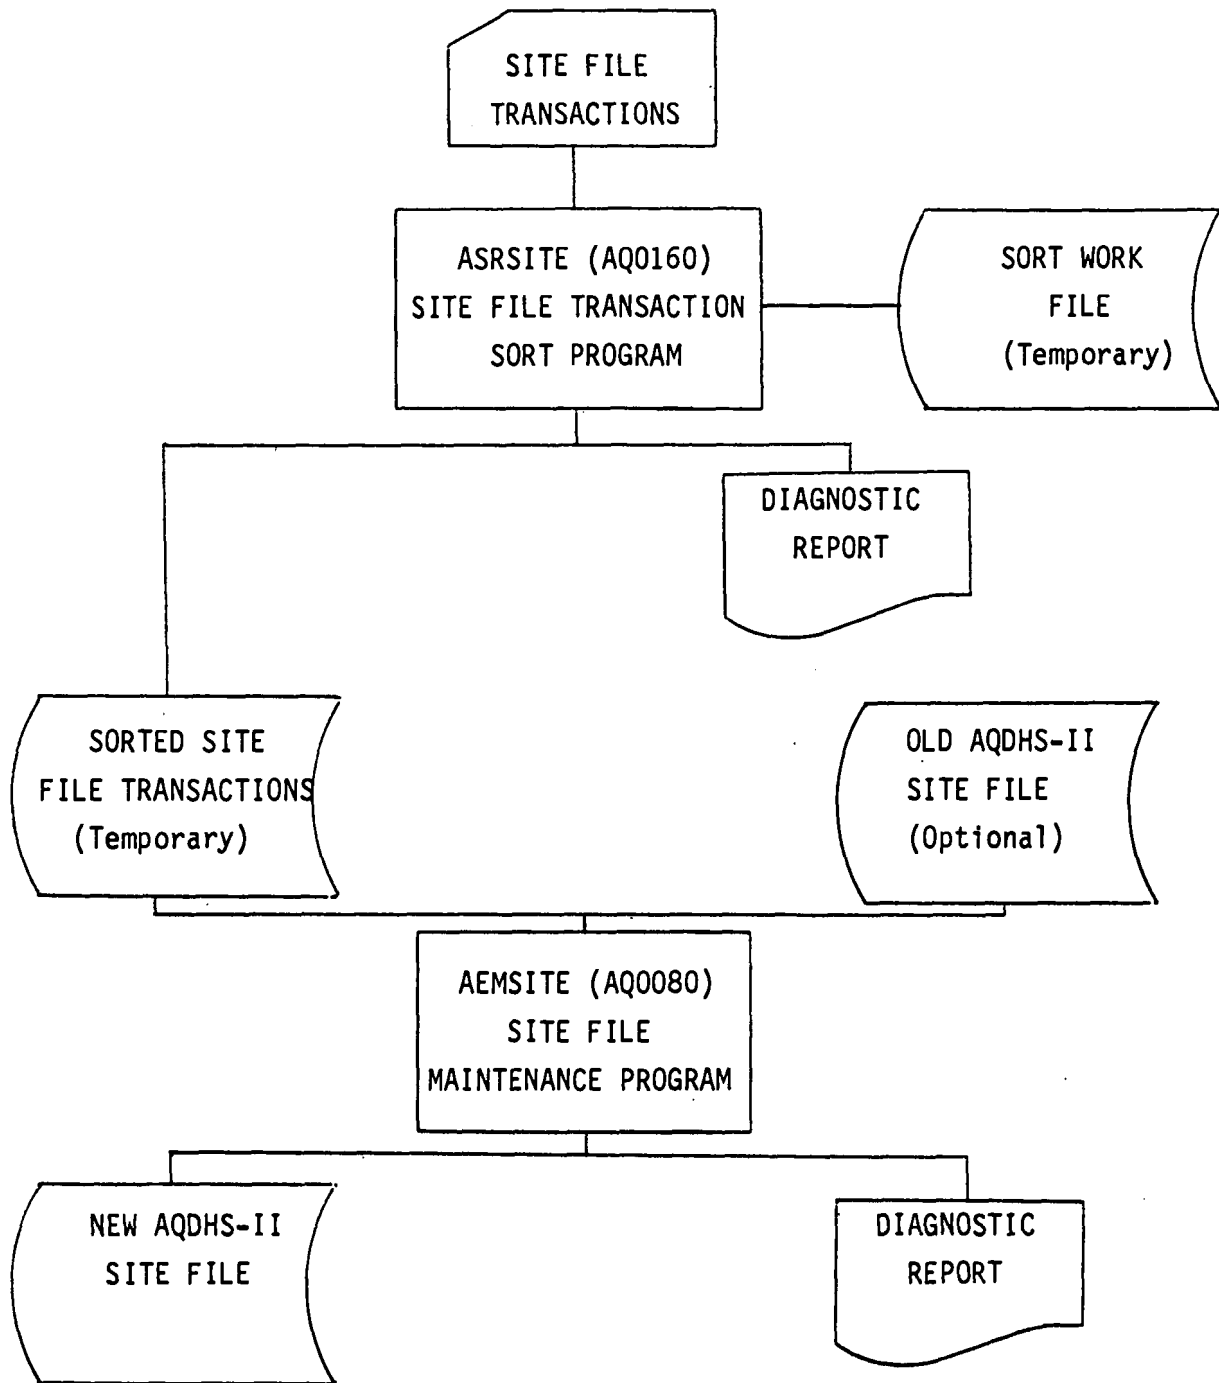 SITE FILE
TRANSACTIONS
ASRSITE (AQ0160)
SITE FILE TRANSACTION
SORT PROGRAM
SORT WORK
FILE
(Temporary)
DIAGNOSTIC
REPORT
SORTED SITE
FILE TRANSACTIONS
(Temporary)
OLD AQDHS-II
SITE FILE
(Optional)
AEMSITE (AQ0080)
SITE FILE
MAINTENANCE PROGRAM
NEW AQDHS-II
SITE FILE
DIAGNOSTIC
REPORT